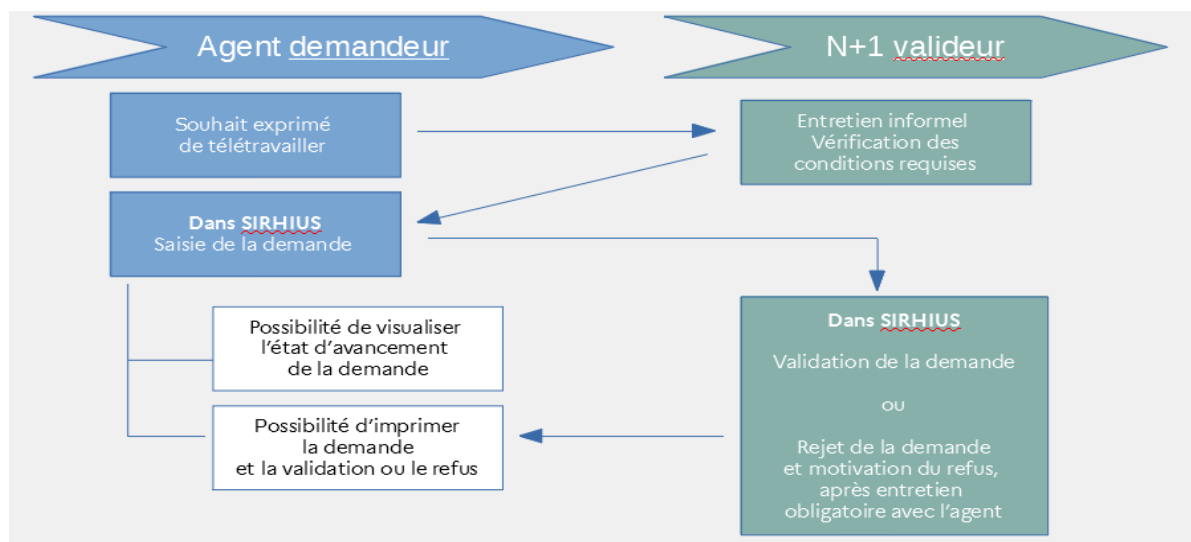 Agent demandeur
N+1 valideur
Souhait exprimé
de télétravailler
Entretien informel
Vérification des
conditions requises
Dans SIRHIUS
Saisie de la demande
Possibilité de visualiser
l’état d’avancement
de la demande
Possibilité d’imprimer
la demande
et la validation ou le refus
Dans SIRHIUS
Validation de la demande
ou
Rejet de la demande
et motivation du refus,
après entretien
obligatoire avec l’agent